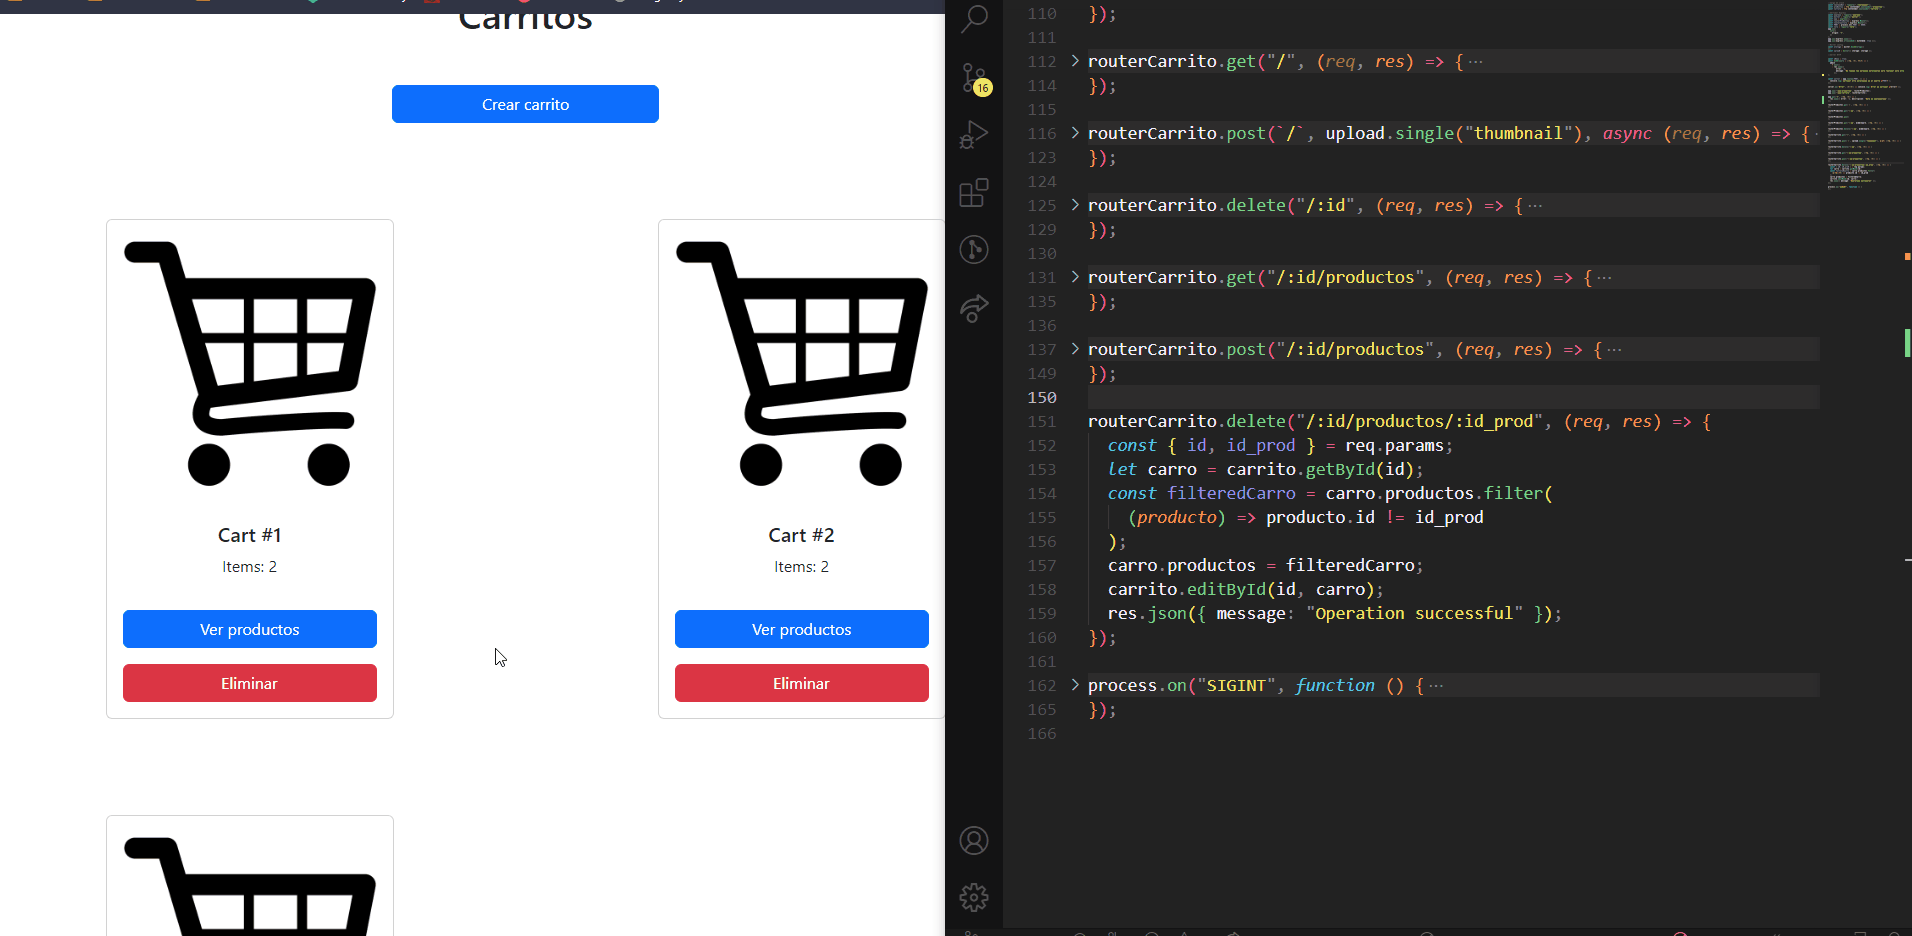 Carritos
Crear carrito
Cart #1
Items: 2
Ver productos
Eliminar
Cart #2
Items: 2
Ver productos
Eliminar
16
110 });
111
112 routerCarrito.get("/", (req, res) => { ···
114 });
115
116 routerCarrito.post(`/`, upload.single("thumbnail"), async (req, res) => {
123 });
124
125 routerCarrito.delete("/:id", (req, res) => { ···
129 });
130
131 routerCarrito.get("/:id/productos", (req, res) => { ···
135 });
136
137 routerCarrito.post("/:id/productos", (req, res) => { ···
149 });
150
151 routerCarrito.delete("/:id/productos/:id_prod", (req, res) => {
152 const { id, id_prod } = req.params;
153 let carro = carrito.getById(id);
154 const filteredCarro = carro.productos.filter(
155 (producto) => producto.id != id_prod
156 );
157 carro.productos = filteredCarro;
158 carrito.editById(id, carro);
159 res.json({ message: "Operation successful" });
160 });
161
162 process.on("SIGINT", function () { ···
165 });
166